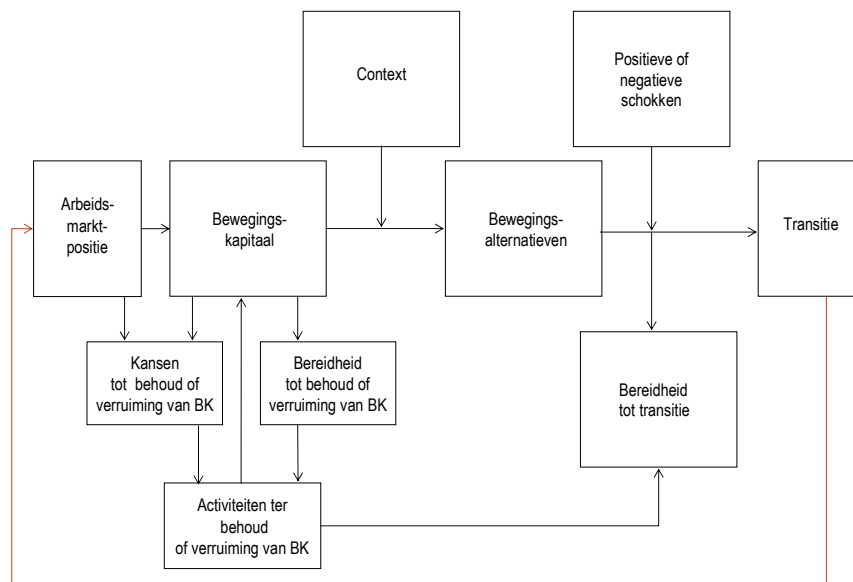 Context
Positieve of
negatieve
schokken
Arbeids-
markt-
positie
Bewegings-
kapitaal
Bewegings-
alternatieven
Transitie
Kansen
tot behoud of
verruiming van BK
Bereidheid
tot behoud of
verruiming van BK
Bereidheid
tot transitie
Activiteiten ter
behoud
of verruiming van BK